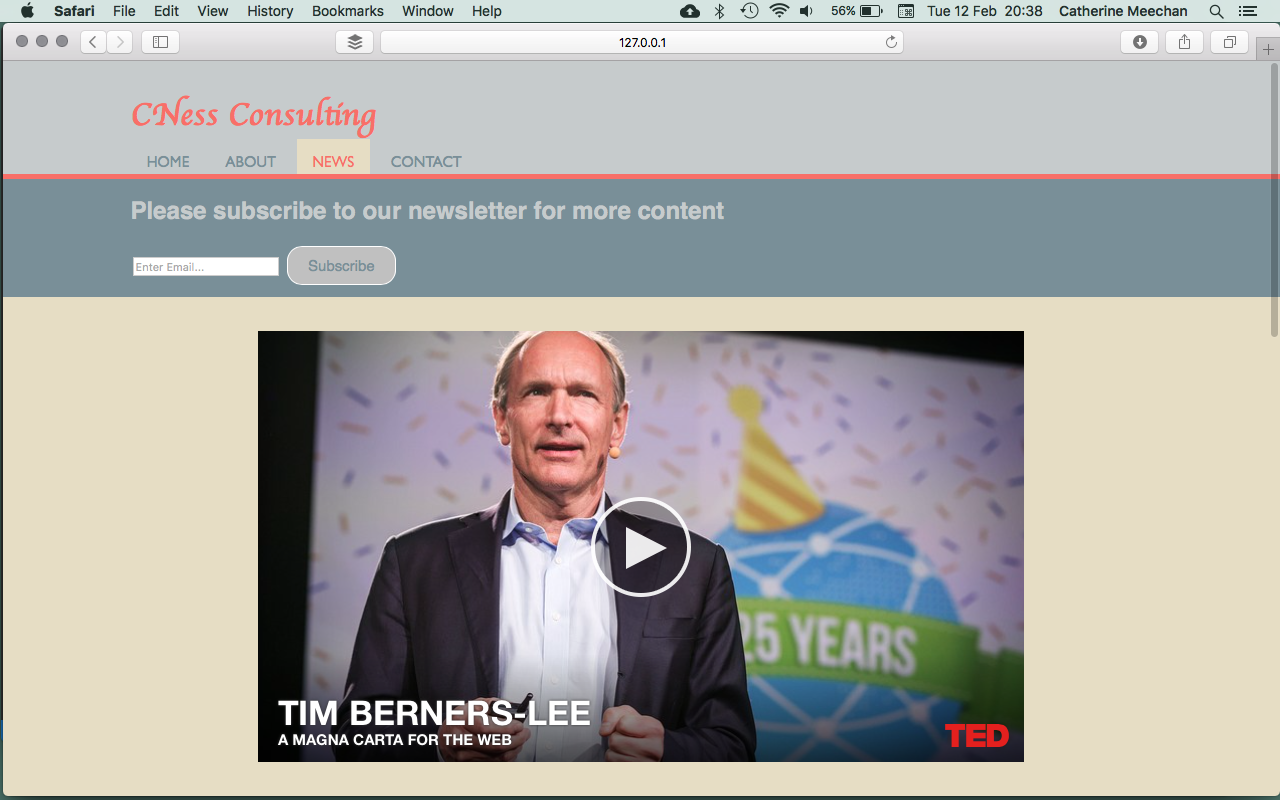 Safari File Edit View History Bookmarks Window Help 56% Tue 12 Feb 20:38 Catherine Meechan
127.0.0.1
CNess Consulting
HOME ABOUT NEWS CONTACT
Please subscribe to our newsletter for more content
Enter Email... Subscribe
25 YEARS
TIM BERNERS-LEE
A MAGNA CARTA FOR THE WEB
TED